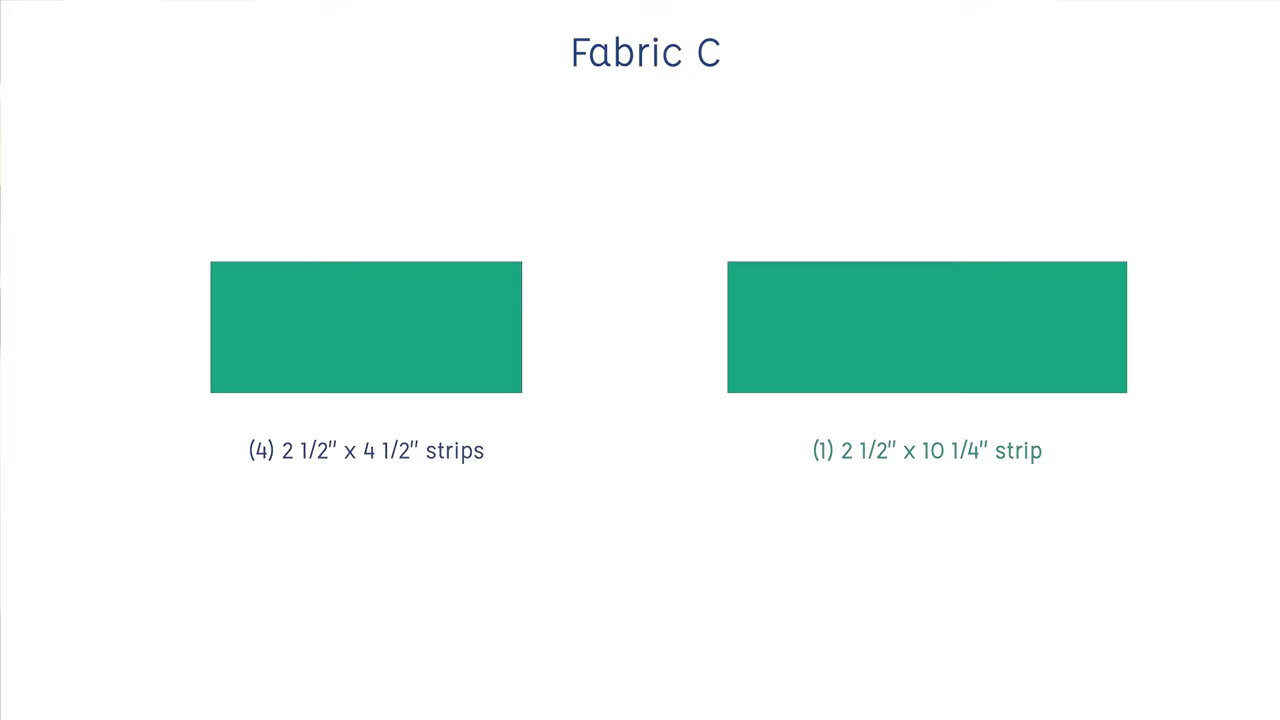 Fabric C
(4) 2 1/2" x 4 1/2" strips
(1) 2 1/2" x 10 1/4" strip